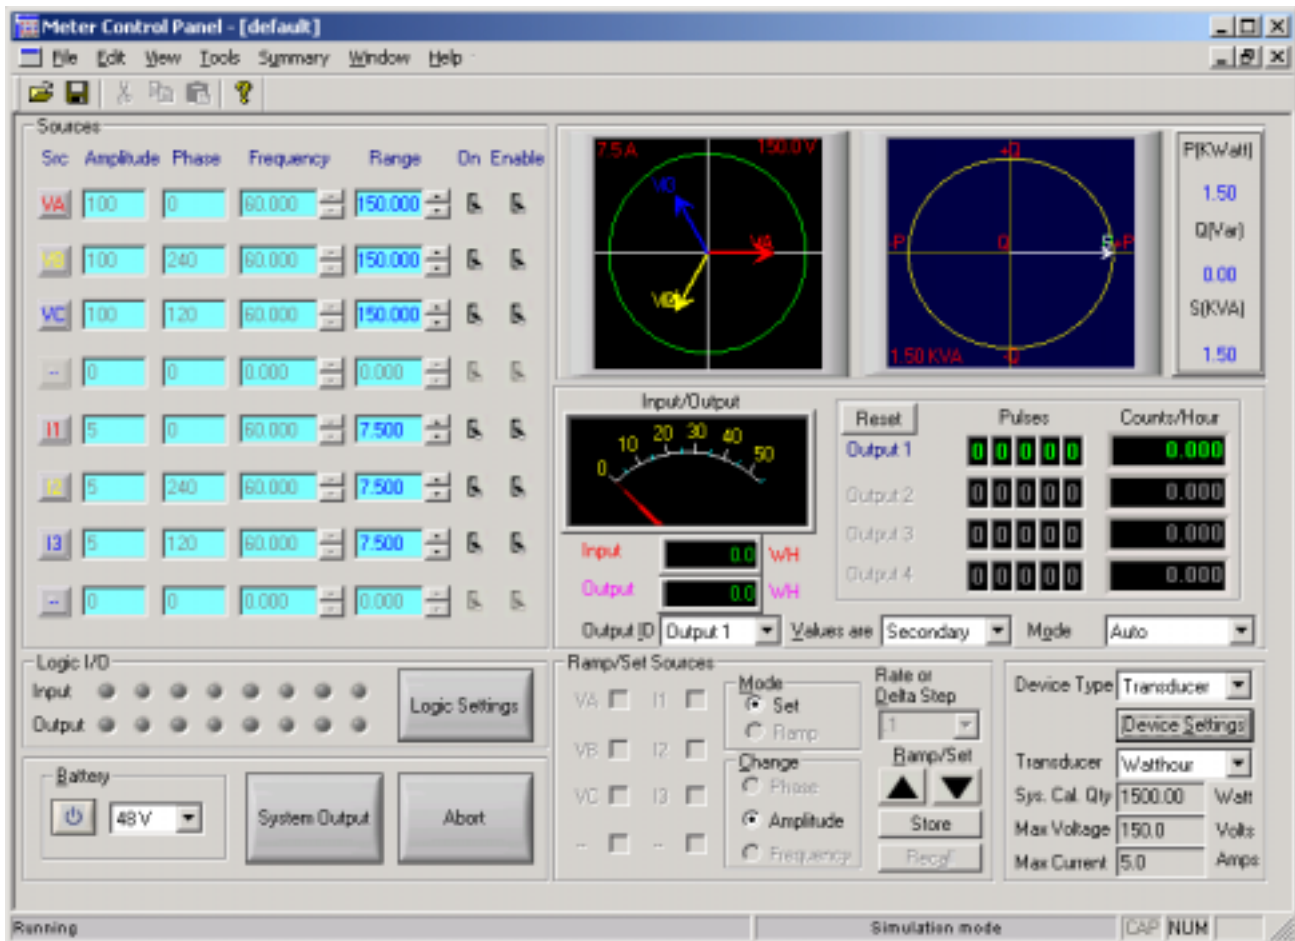 Meter Control Panel - [default]
File Edit View Tools Summary Window Help
Sources
Src Amplitude Phase Frequency Range On Enable
VA 100 0 60.000 150.000
VB 100 240 60.000 150.000
VC 100 120 60.000 150.000
-- 0 0 0.000 0.000
I1 5 0 60.000 7.500
I2 5 240 60.000 7.500
I3 5 120 60.000 7.500
-- 0 0 0.000 0.000
7.5 A 150.0 V
VC
VA
+Q
-P Q S +P
1.50 KVA -Q
P(KWatt)
1.50
Q(Var)
0.00
S(KVA)
1.50
Input/Output
0 10 20 30 40 50
Input 0.0 WH
Output 0.0 WH
Reset Pulses Counts/Hour
Output 1 0 0 0 0 0 0.000
Output 2 0 0 0 0 0 0.000
Output 3 0 0 0 0 0 0.000
Output 4 0 0 0 0 0 0.000
Output ID Output 1 Values are Secondary Mode Auto
Logic I/O
Input
Output
Logic Settings
Battery
48 V
System Output
Abort
Ramp/Set Sources
VA I1
VB I2
VC I3
-- --
Mode
Set
Ramp
Change
Phase
Amplitude
Frequency
Rate or
Delta Step
.1
Ramp/Set
Store
Recall
Device Type Transducer
Device Settings
Transducer Watthour
Sys. Cal. Qty 1500.00 Watt
Max Voltage 150.0 Volts
Max Current 5.0 Amps
Running Simulation mode CAP NUM